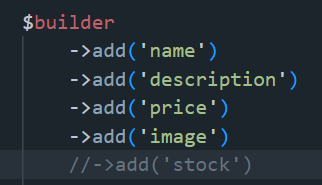 $builder
->add('name')
->add('description')
->add('price')
->add('image')
//->add('stock')